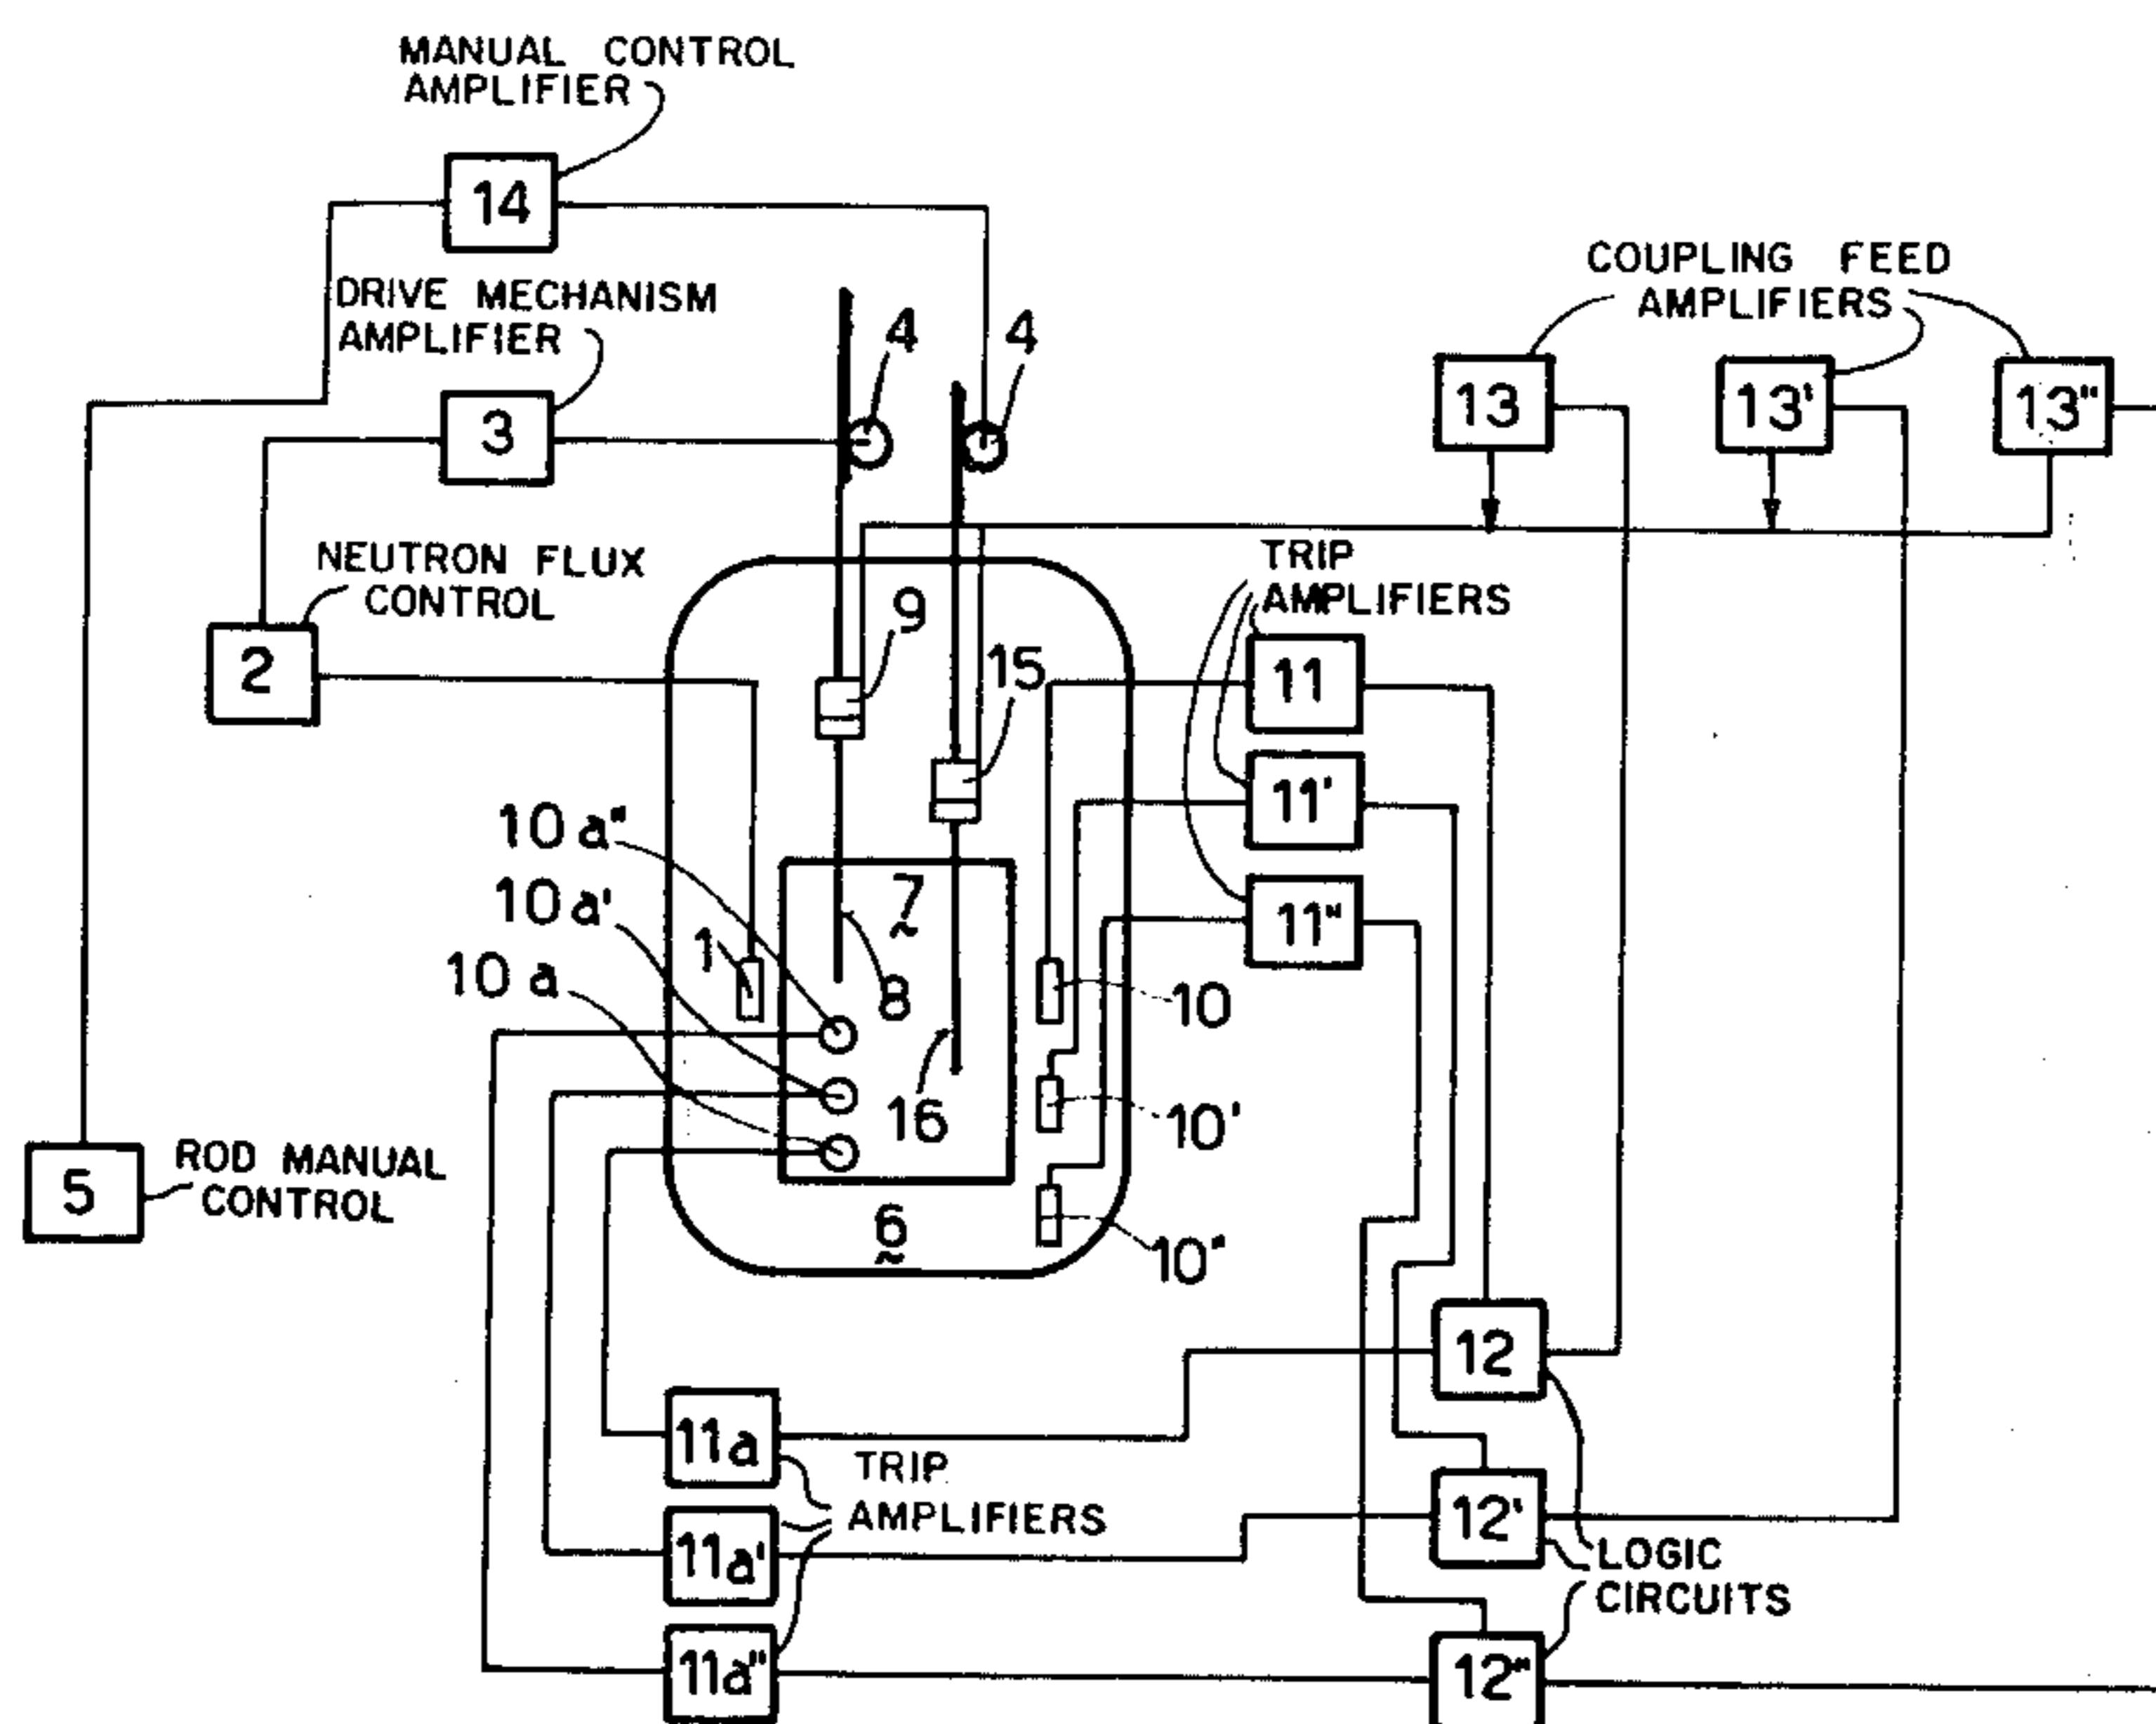 MANUAL CONTROL
AMPLIFIER
14
DRIVE MECHANISM
AMPLIFIER
3
4
4
COUPLING FEED
AMPLIFIERS
13
13'
13"
NEUTRON FLUX
CONTROL
2
9
15
TRIP
AMPLIFIERS
11
11'
11"
10 a"
10 a'
10 a
1
7
8
16
10
10'
10"
6
5
ROD MANUAL
CONTROL
12
12'
12"
LOGIC
CIRCUITS
11a
11a'
11a"
TRIP
AMPLIFIERS